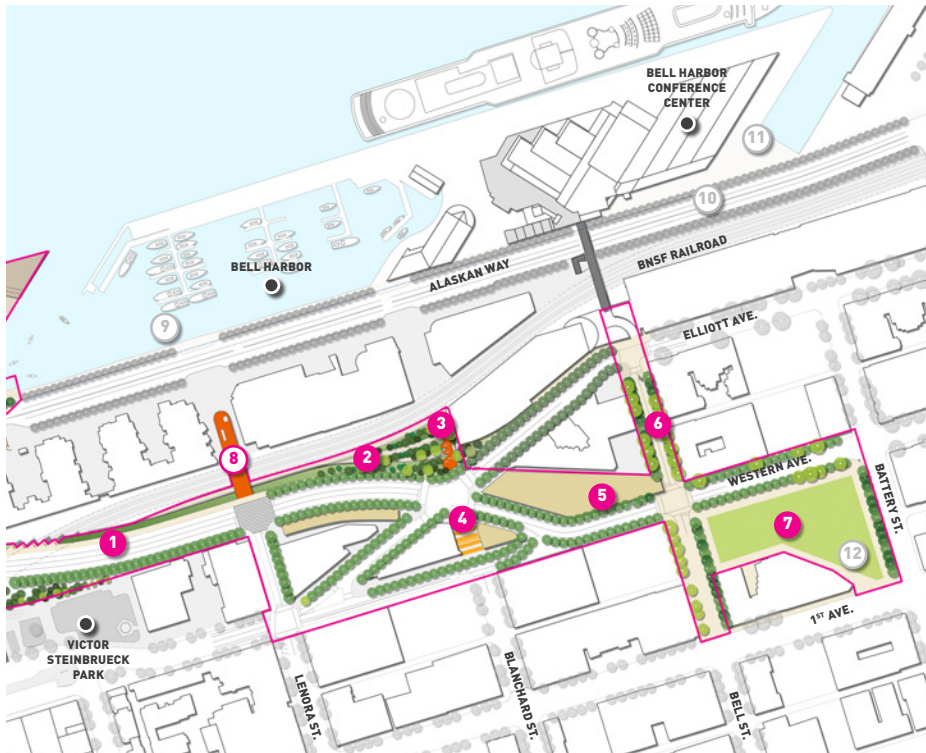 BELL HARBOR
CONFERENCE
CENTER
11
10
BNSF RAILROAD
ALASKAN WAY
BELL HARBOR
9
ELLIOTT AVE.
3
6
2
8
WESTERN AVE.
BATTERY ST.
5
4
7
1
12
1ST AVE.
VICTOR
STEINBRUECK
PARK
LENORA ST.
BLANCHARD ST.
BELL ST.